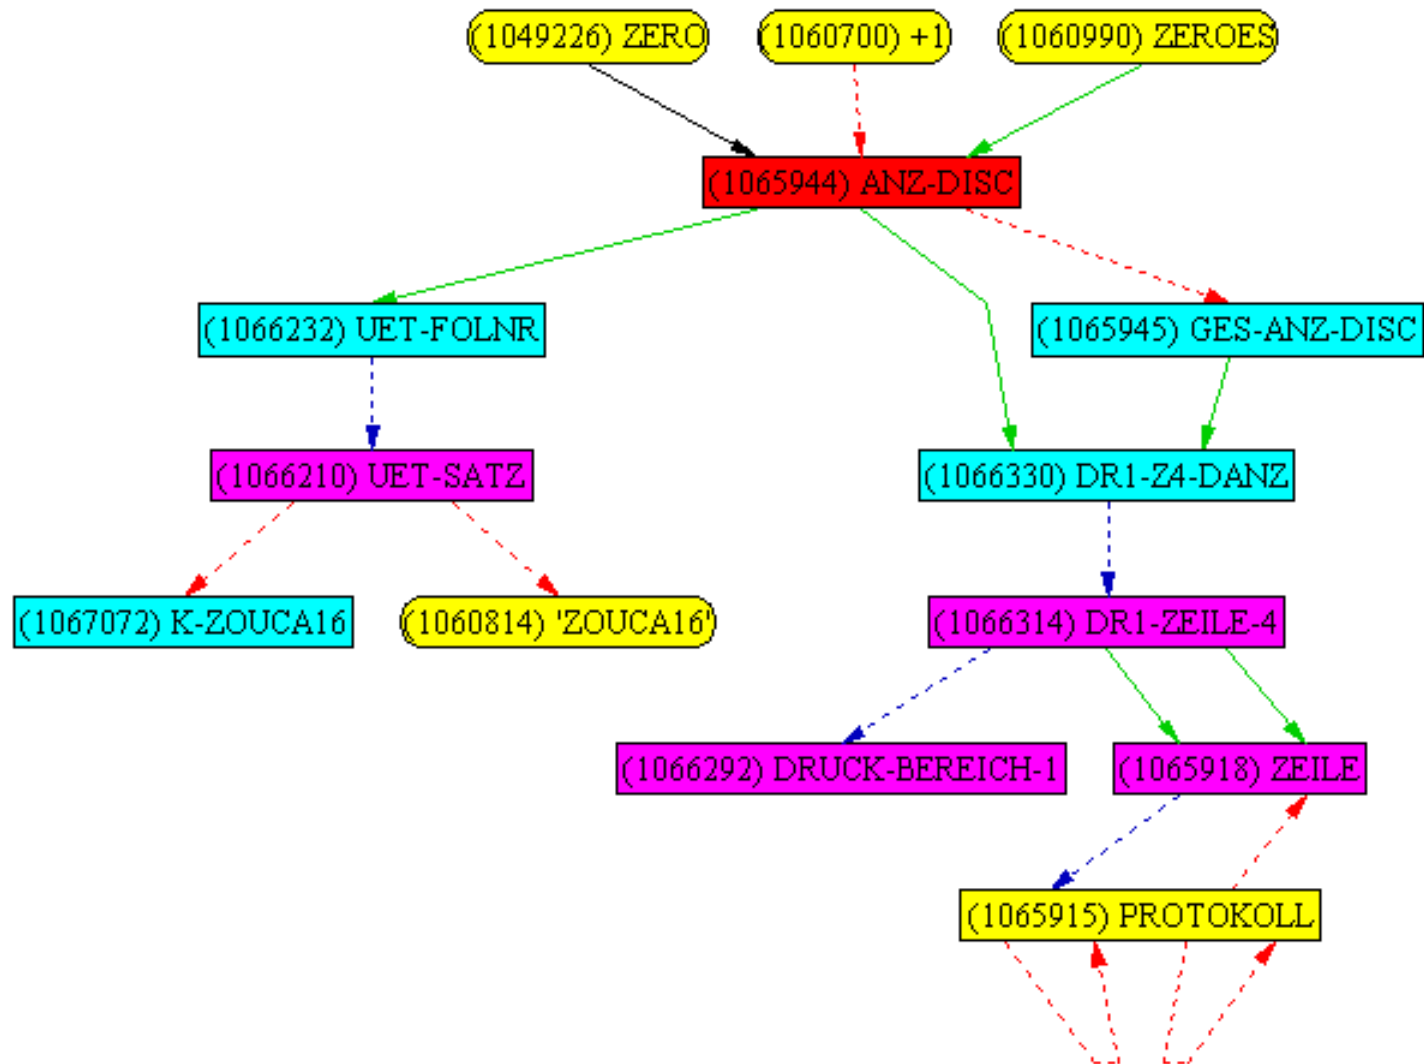 (1049226) ZERO
(1060700) +1
(1060990) ZEROES
(1065944) ANZ-DISC
(1066232) UET-FOLNR
(1065945) GES-ANZ-DISC
(1066210) UET-SATZ
(1066330) DR1-Z4-DANZ
(1067072) K-ZOUCA16
(1060814) 'ZOUCA16'
(1066314) DR1-ZEILE-4
(1066292) DRUCK-BEREICH-1
(1065918) ZEILE
(1065915) PROTOKOLL